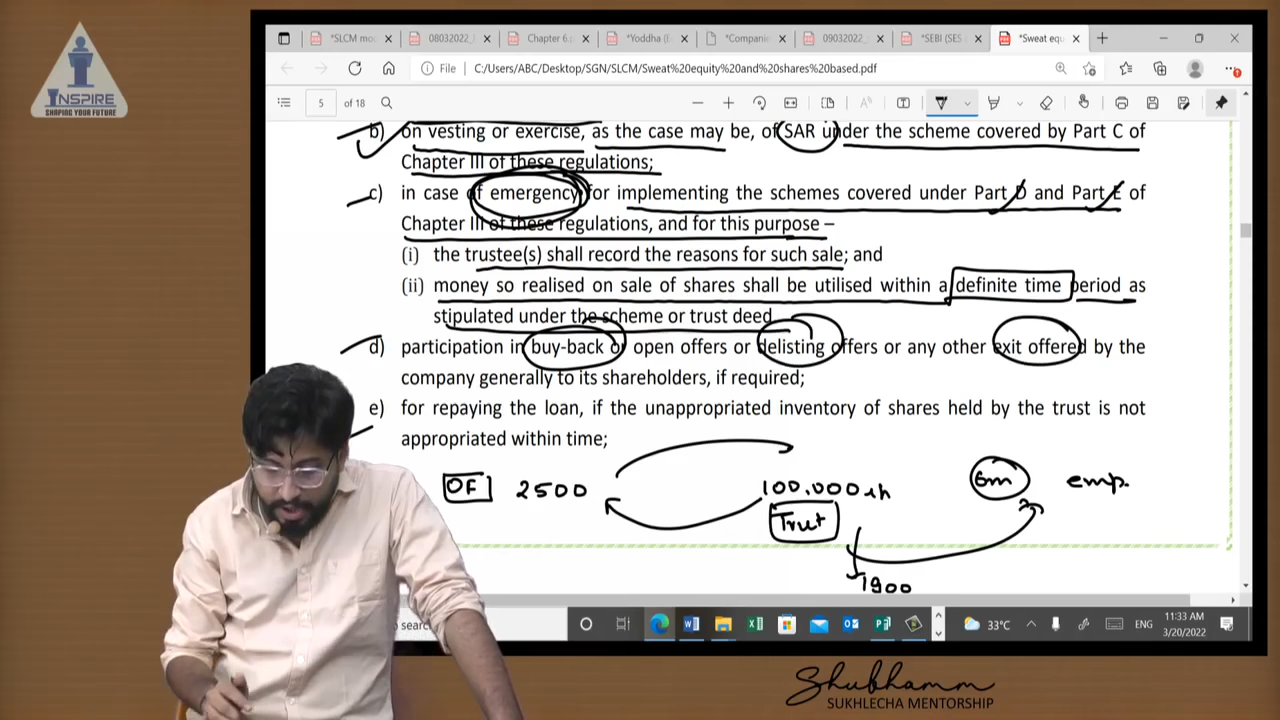 INSPIRE
SHAPING YOUR FUTURE
*SLCM mo
08032022_
Chapter 6.
*Yoddha (E
*Companie
09032022_
*SEBI (SES
*Sweat equ
File
C:/Users/ABC/Desktop/SGN/SLCM/Sweat%20equity%20and%20shares%20based.pdf
5 of 18
b) on vesting or exercise, as the case may be, of SAR under the scheme covered by Part C of
Chapter III of these regulations;
c) in case of emergency for implementing the schemes covered under Part D and Part E of
Chapter III of these regulations, and for this purpose –
(i) the trustee(s) shall record the reasons for such sale; and
(ii) money so realised on sale of shares shall be utilised within a definite time period as
stipulated under the scheme or trust deed
d) participation in buy-back or open offers or delisting offers or any other exit offered by the
company generally to its shareholders, if required;
e) for repaying the loan, if the unappropriated inventory of shares held by the trust is not
appropriated within time;
OF 2500 100,000 sh 6m emp.
Trut
1900
searc
33°C
ENG
11:33 AM
3/20/2022
Shubhamm
SUKHLECHA MENTORSHIP